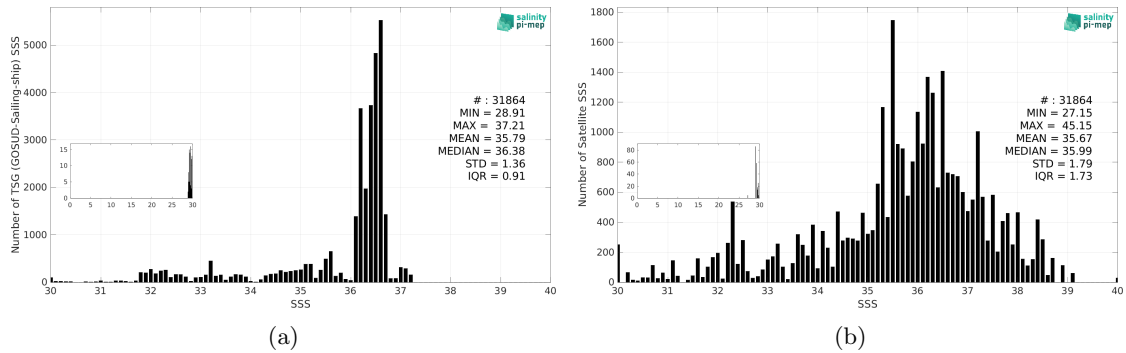 salinity
pi-mep
Number of TSG (GOSUD-Sailing-ship) SSS
5000
4000
3000
2000
1000
0
# : 31864
MIN = 28.91
MAX = 37.21
MEAN = 35.79
MEDIAN = 36.38
STD = 1.36
IQR = 0.91
15
10
5
0
0 5 10 15 20 25 30
30 32 33 34 35 36 37 38 40
31 39
SSS
(a)
salinity
pi-mep
Number of Satellite SSS
1800
1600
1400
1200
1000
800
600
400
200
0
# : 31864
MIN = 27.15
MAX = 45.15
MEAN = 35.67
MEDIAN = 35.99
STD = 1.79
IQR = 1.73
80
60
40
20
0
0 5 10 15 20 25 30
30 31 32 33 34 35 36 37 38 39 40
SSS
(b)